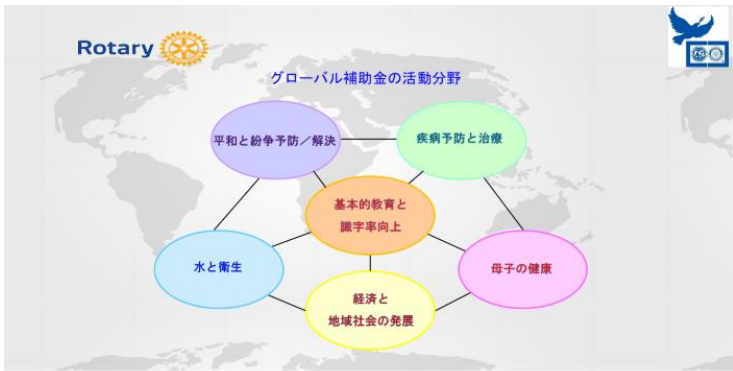 Rotary
グローバル補助金の活動分野
平和と紛争予防／解決
疾病予防と治療
基本的教育と
識字率向上
水と衛生
母子の健康
経済と
地域社会の発展